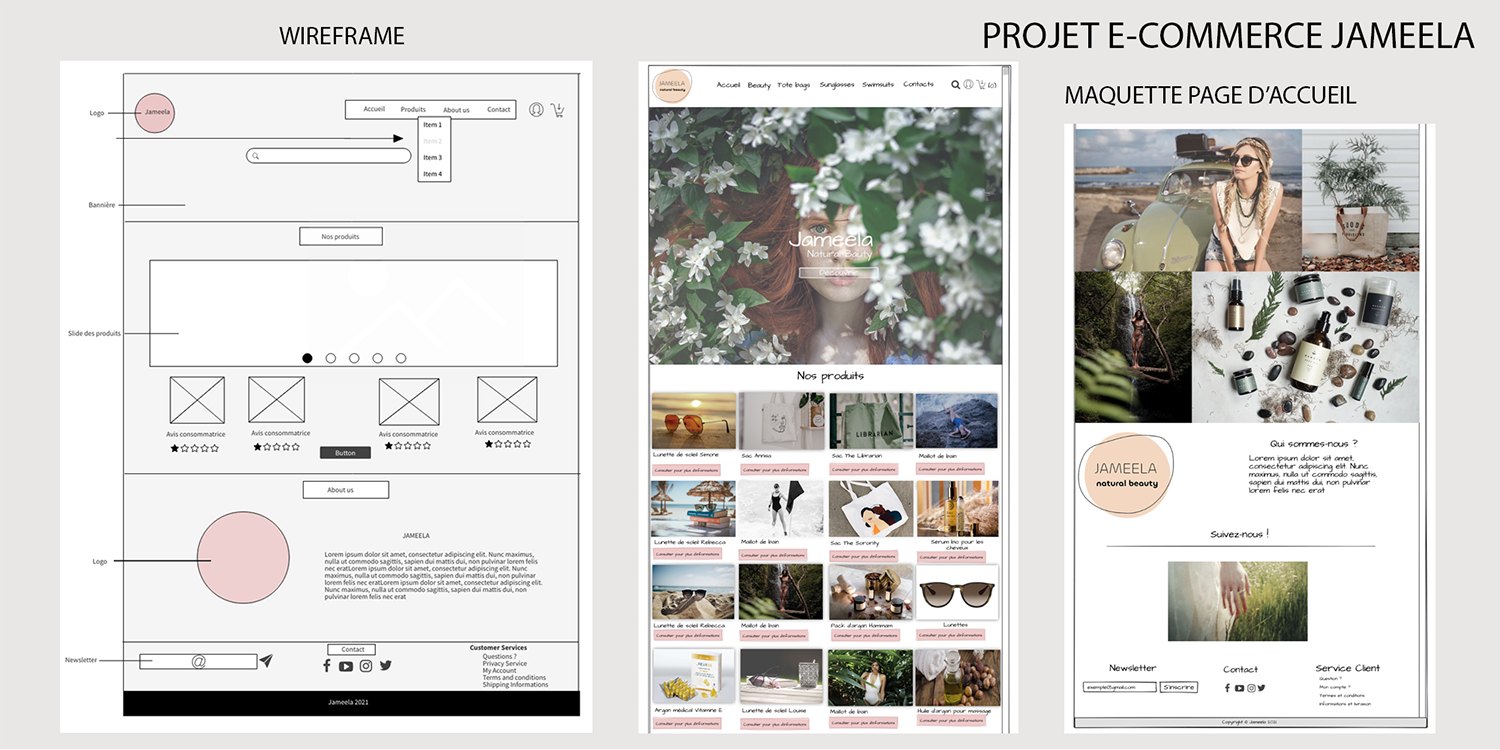 WIREFRAME
PROJET E-COMMERCE JAMEELA
MAQUETTE PAGE D’ACCUEIL
Logo
Jameela
Accueil Produits About us Contact
Item 1
Item 2
Item 3
Item 4
Bannière
Nos produits
Slide des produits
Avis consommatrice Avis consommatrice Avis consommatrice Avis consommatrice
Button
About us
JAMEELA
Logo
Lorem ipsum dolor sit amet, consectetur adipiscing elit. Nunc maximus,
nulla ut commodo sagittis, sapien dui mattis dui, non pulvinar lorem felis
nec eratLorem ipsum dolor sit amet, consectetur adipiscing elit. Nunc
maximus, nulla ut commodo sagittis, sapien dui mattis dui, non pulvinar
lorem felis nec eratLorem ipsum dolor sit amet, consectetur adipiscing elit.
Nunc maximus, nulla ut commodo sagittis, sapien dui mattis dui, non
pulvinar lorem felis nec erat
Newsletter
@
Contact
Customer Services
Questions ?
Privacy Service
My Account
Terms and conditions
Shipping Informations
Jameela 2021
JAMEELA
natural beauty
Accueil Beauty Tote bags Sunglasses Swimsuits Contacts
(0)
Jameela
Natural beauty
Découvrir
Nos produits
LIBRARIAN
Lunette de soleil Simone Sac Anniss Sac The Librarian Maillot de bain
Consulter pour plus d'informations Consulter pour plus d'informations Consulter pour plus d'informations Consulter pour plus d'informations
Lunette de soleil Rebecca Maillot de bain Sac The Sorority Sérum bio pour les
cheveux
Consulter pour plus d'informations Consulter pour plus d'informations Consulter pour plus d'informations Consulter pour plus d'informations
Lunette de soleil Rebecca Maillot de bain Pack d'argan Hammam Lunettes
Consulter pour plus d'informations Consulter pour plus d'informations Consulter pour plus d'informations Consulter pour plus d'informations
Argan médical Vitamine E Lunette de soleil Louise Maillot de bain Huile d'argan pour massage
Consulter pour plus d'informations Consulter pour plus d'informations Consulter pour plus d'informations Consulter pour plus d'informations
JAMEELA
natural beauty
Qui sommes-nous ?
Lorem ipsum dolor sit amet,
consectetur adipiscing elit. Nunc
maximus, nulla ut commodo sagittis,
sapien dui mattis dui, non pulvinar
lorem felis nec erat
Suivez-nous !
Newsletter
exemple@gmail.com S'inscrire
Contact
Service Client
Question ?
Mon compte ?
Termes et conditions
Informations et livraison
Copyright © Jameela 2021